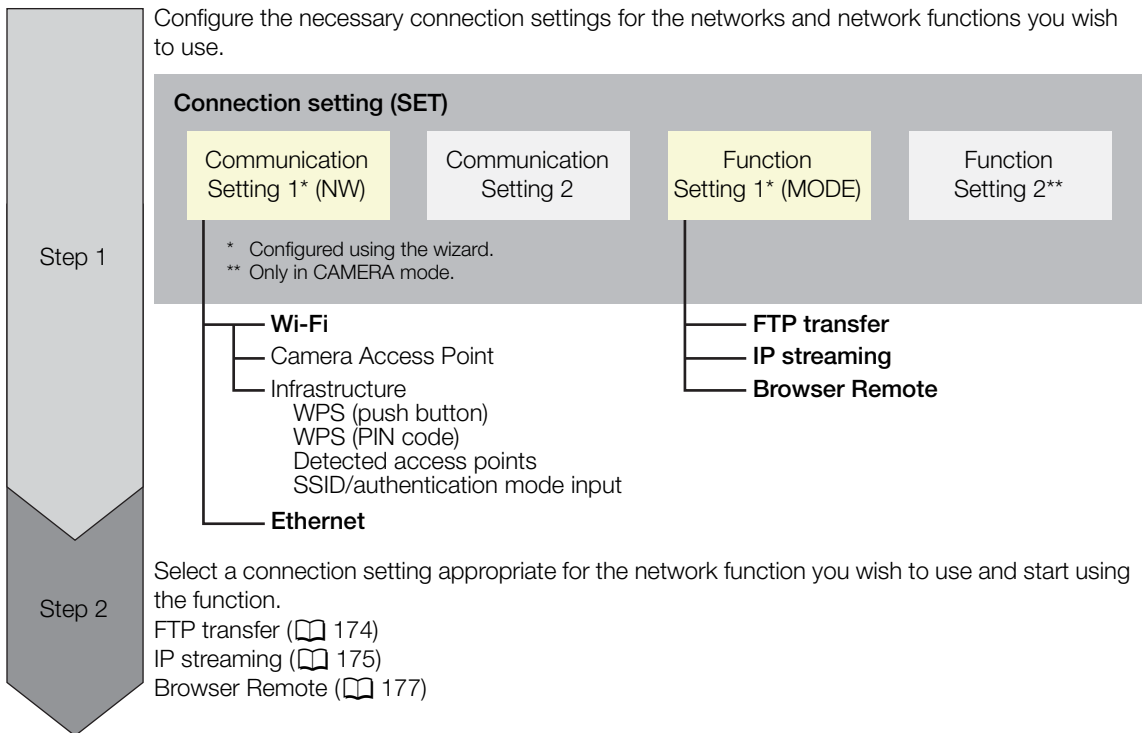 Configure the necessary connection settings for the networks and network functions you wish
to use.
Connection setting (SET)
Communication
Setting 1* (NW)
Communication
Setting 2
Function
Setting 1* (MODE)
Function
Setting 2**
* Configured using the wizard.
** Only in CAMERA mode.
Step 1
Wi-Fi
Camera Access Point
Infrastructure
WPS (push button)
WPS (PIN code)
Detected access points
SSID/authentication mode input
Ethernet
FTP transfer
IP streaming
Browser Remote
Step 2
Select a connection setting appropriate for the network function you wish to use and start using
the function.
FTP transfer (174)
IP streaming (175)
Browser Remote (177)